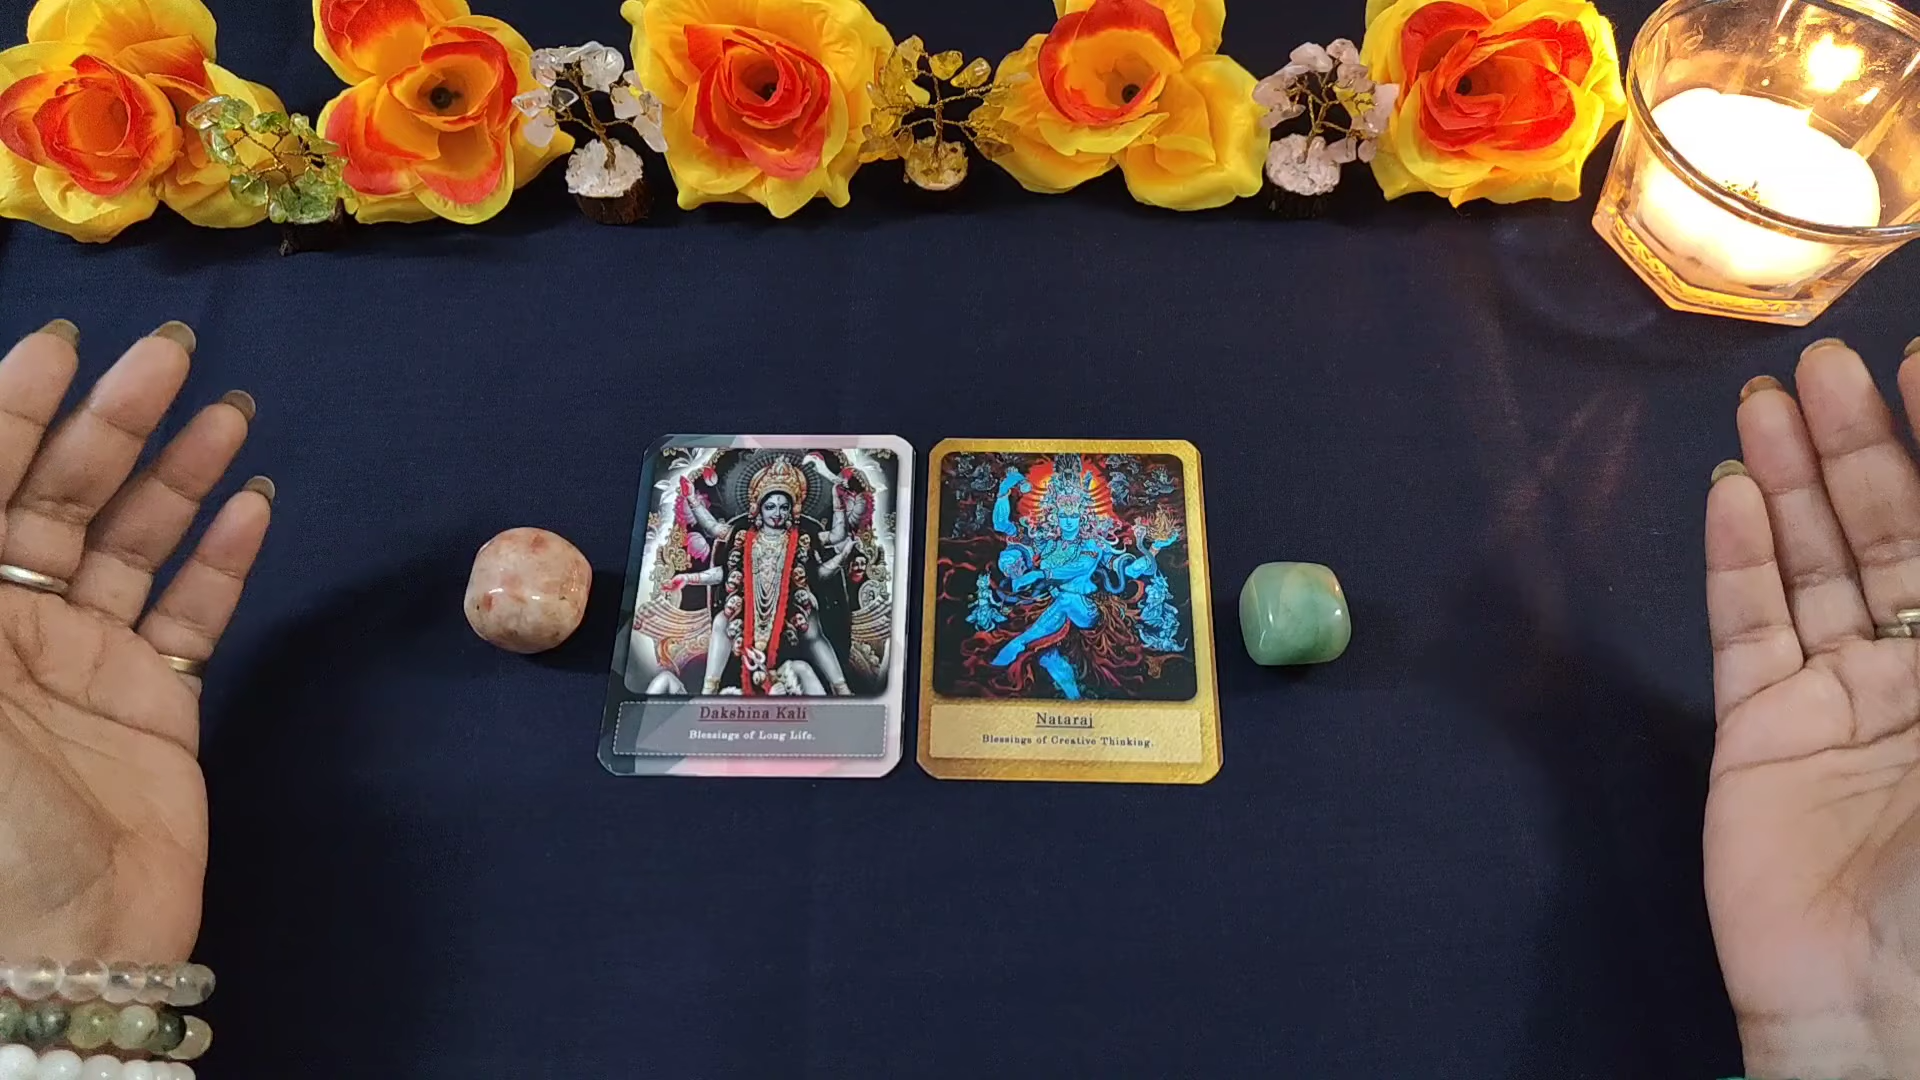 Dakshina Kali
Blessings of Long Life.
Nataraj
Blessings of Creative Thinking.